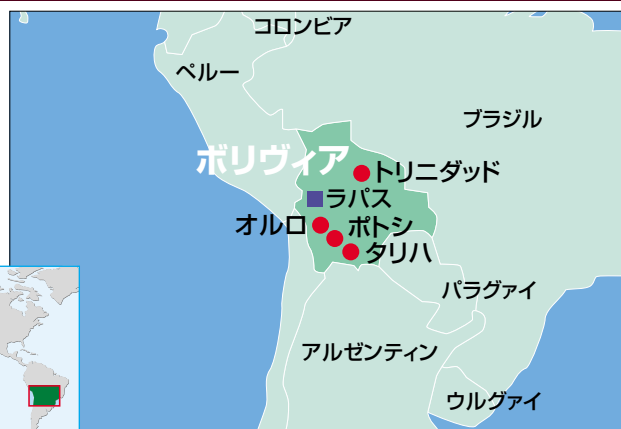 コロンビア
ペルー
ブラジル
ボリヴィア
トリニダッド
ラパス
オルロ
ポトシ
タリハ
パラグァイ
アルゼンティン
ウルグァイ